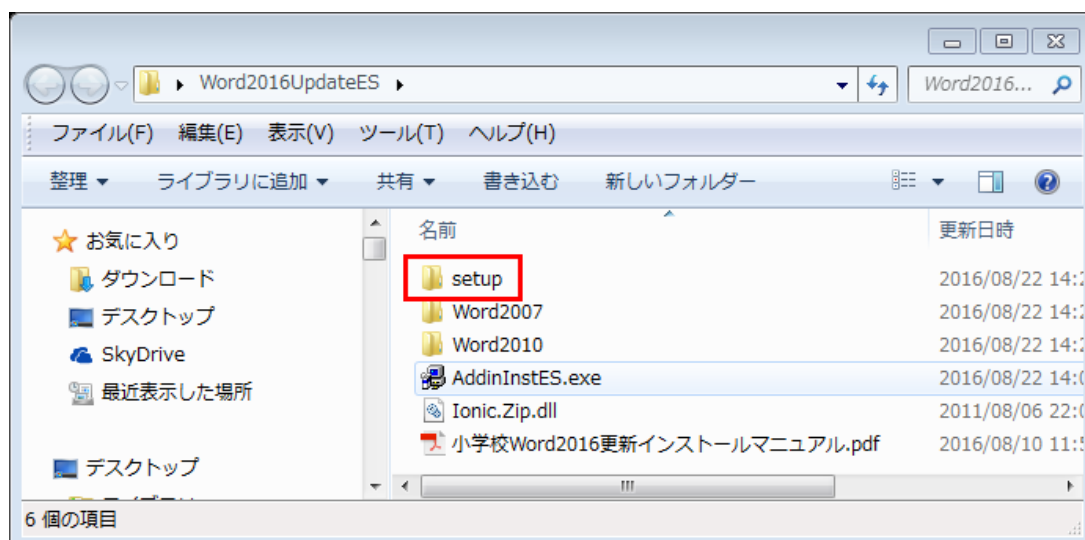 Word2016UpdateES
Word2016...
ファイル(F) 編集(E) 表示(V) ツール(T) ヘルプ(H)
整理 ライブラリに追加 共有 書き込む 新しいフォルダー
名前 更新日時
お気に入り
ダウンロード
デスクトップ
SkyDrive
最近表示した場所
デスクトップ
setup 2016/08/22 14:2
Word2007 2016/08/22 14:2
Word2010 2016/08/22 14:2
AddinInstES.exe 2016/08/22 14:0
Ionic.Zip.dll 2011/08/06 22:0
小学校Word2016更新インストールマニュアル.pdf 2016/08/10 11:5
6 個の項目